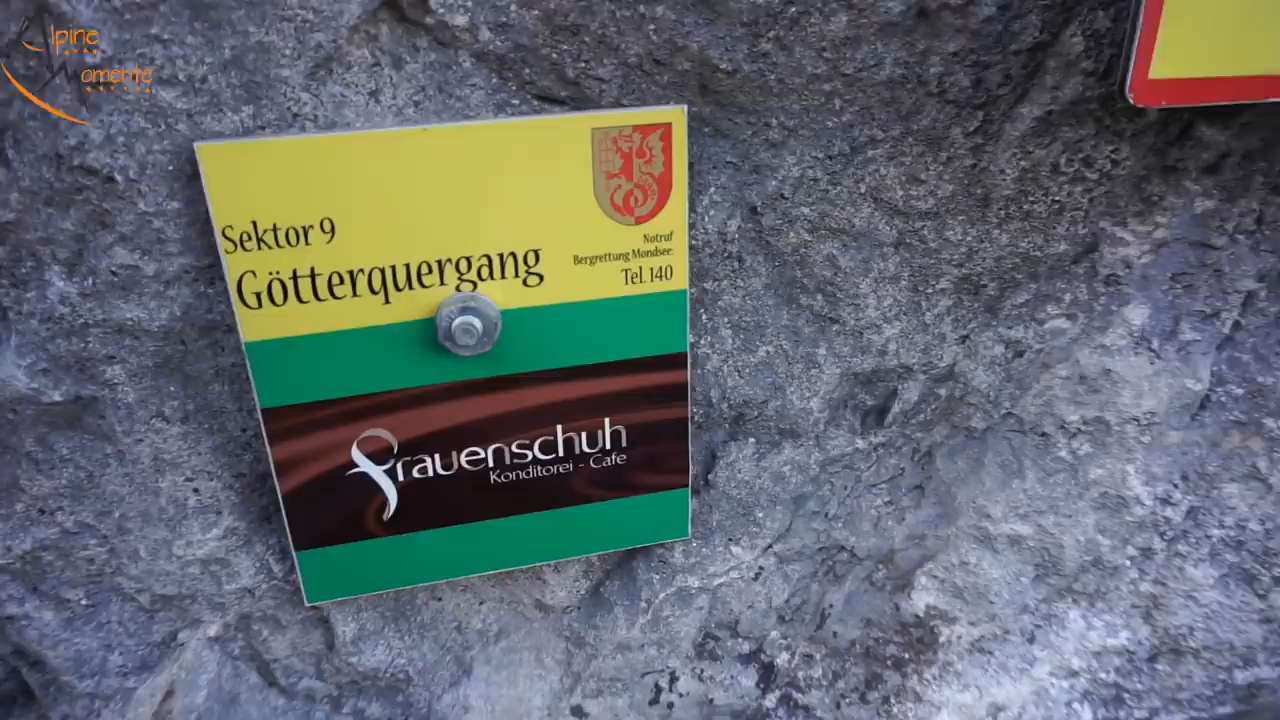 Alpine
Momente
Sektor 9
Götterquergang
Notruf
Bergrettung Mondsee:
Tel. 140
Frauenschuh
Konditorei - Cafe